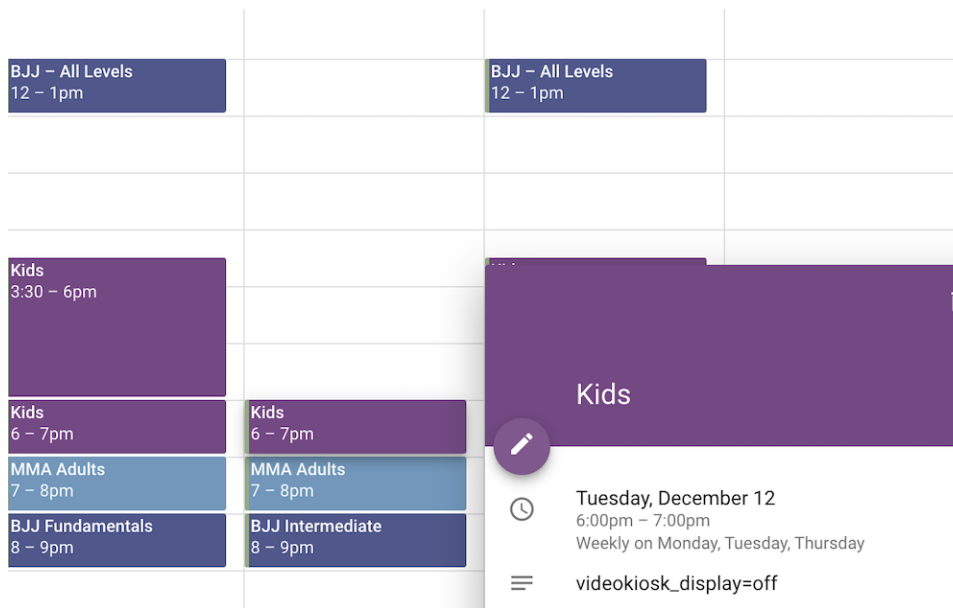 BJJ – All Levels
12 – 1pm
BJJ – All Levels
12 – 1pm
Kids
3:30 – 6pm
Kids
6 – 7pm
Kids
6 – 7pm
MMA Adults
7 – 8pm
MMA Adults
7 – 8pm
BJJ Fundamentals
8 – 9pm
BJJ Intermediate
8 – 9pm
Kids
Tuesday, December 12
6:00pm – 7:00pm
Weekly on Monday, Tuesday, Thursday
videokiosk_display=off